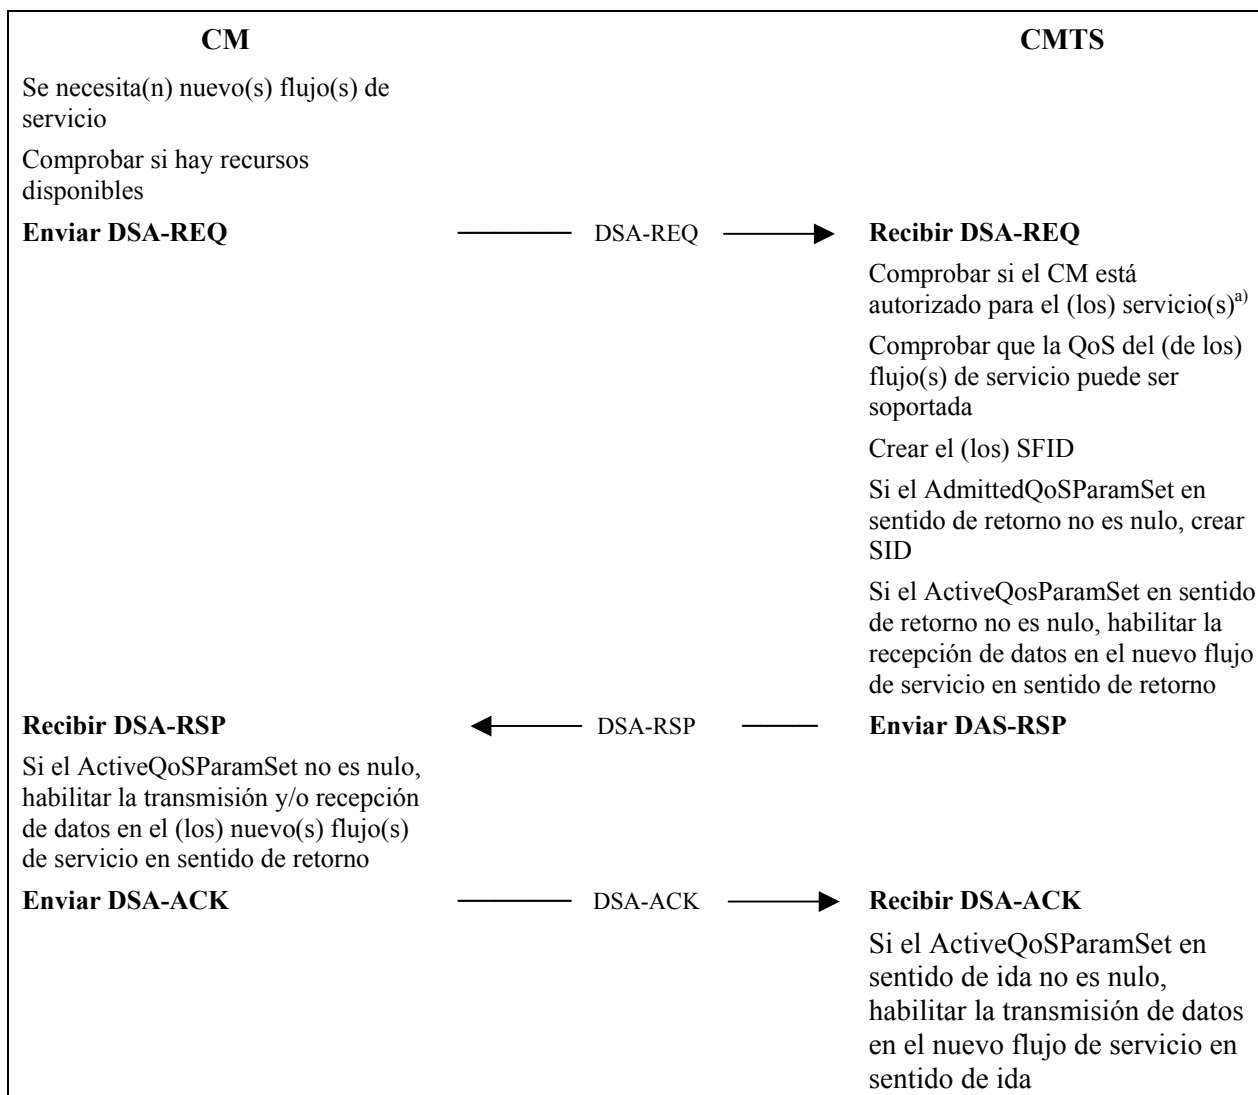 CM CMTS
Se necesita(n) nuevo(s) flujo(s) de
servicio
Comprobar si hay recursos
disponibles
Enviar DSA-REQ DSA-REQ Recibir DSA-REQ
Comprobar si el CM está
autorizado para el (los) servicio(s)a)
Comprobar que la QoS del (de los)
flujo(s) de servicio puede ser
soportada
Crear el (los) SFID
Si el AdmittedQoSParamSet en
sentido de retorno no es nulo, crear
SID
Si el ActiveQosParamSet en sentido
de retorno no es nulo, habilitar la
recepción de datos en el nuevo flujo
de servicio en sentido de retorno
Recibir DSA-RSP DSA-RSP Enviar DAS-RSP
Si el ActiveQoSParamSet no es nulo,
habilitar la transmisión y/o recepción
de datos en el (los) nuevo(s) flujo(s)
de servicio en sentido de retorno
Enviar DSA-ACK DSA-ACK Recibir DSA-ACK
Si el ActiveQoSParamSet en
sentido de ida no es nulo,
habilitar la transmisión de datos
en el nuevo flujo de servicio en
sentido de ida